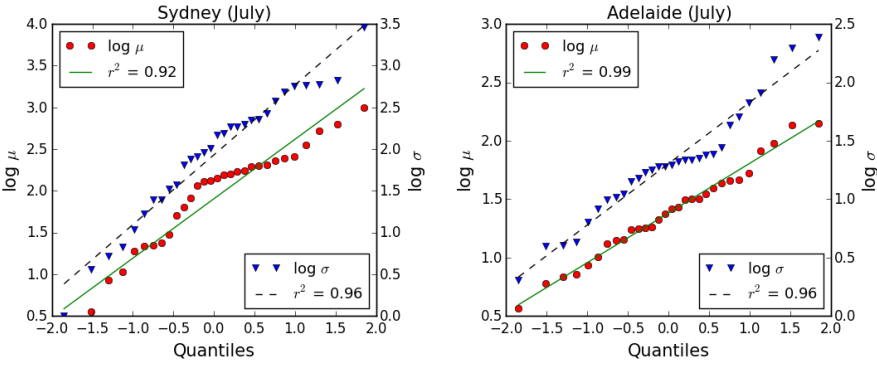 Sydney (July)
4.0
3.5
3.0
2.5
2.0
1.5
1.0
0.5
log μ
3.5
3.0
2.5
2.0
1.5
1.0
0.5
0.0
log σ
log μ
r² = 0.92
log σ
r² = 0.96
−2.0 −1.5 −1.0 −0.5 0.0 0.5 1.0 1.5 2.0
Quantiles
Adelaide (July)
3.0
2.5
2.0
1.5
1.0
0.5
log μ
2.5
2.0
1.5
1.0
0.5
0.0
log σ
log μ
r² = 0.99
log σ
r² = 0.96
−2.0 −1.5 −1.0 −0.5 0.0 0.5 1.0 1.5 2.0
Quantiles